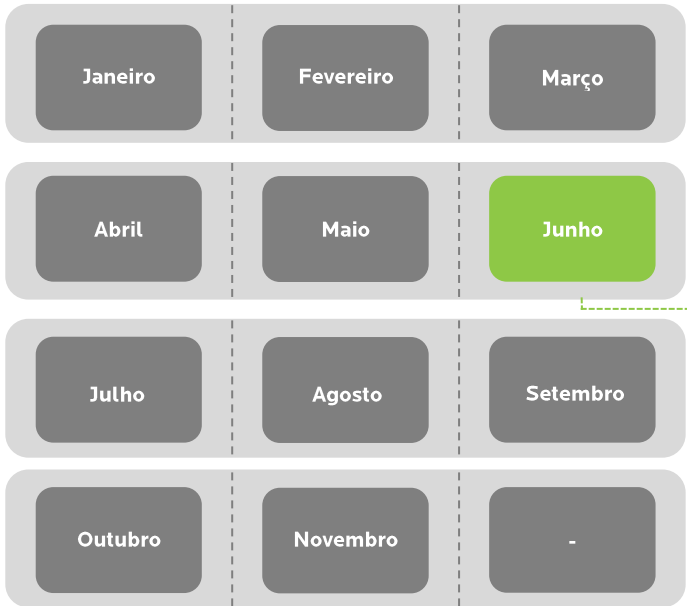 Janeiro
Fevereiro
Março
Abril
Maio
Junho
Julho
Agosto
Setembro
Outubro
Novembro
-